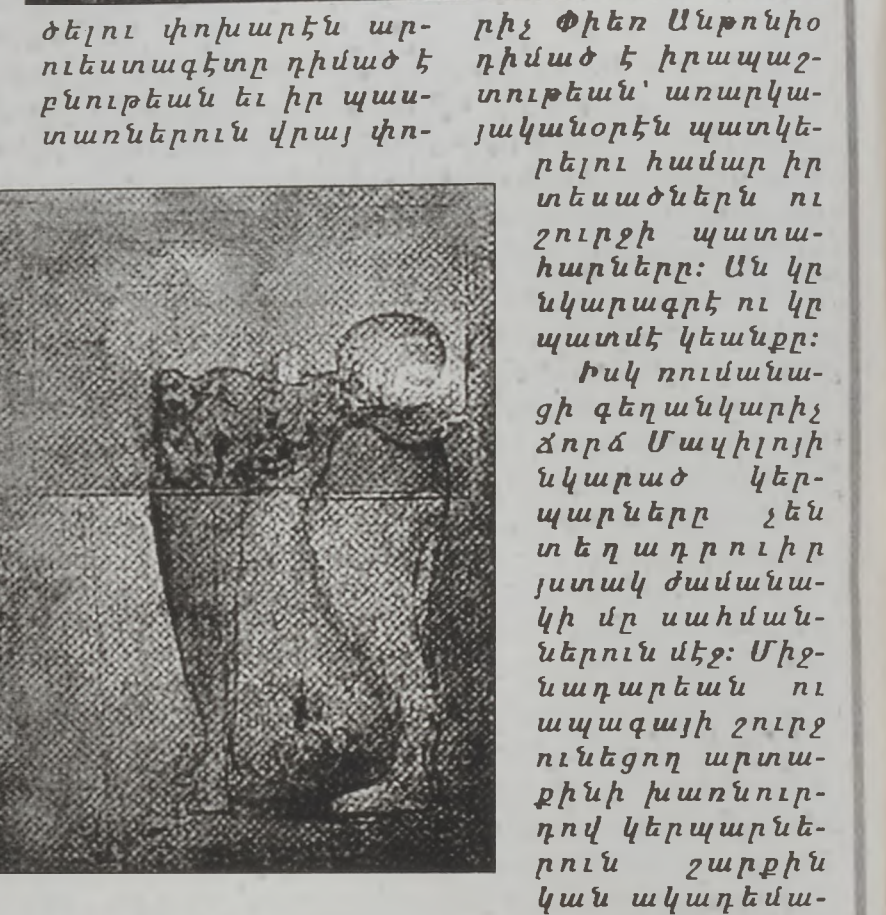 ծելու փոխարէն ար-
ուեստագէտը դիմած է
բնութեան եւ իր պաս-
տառներուն վրայ փո-
րիչ Փիեռ Անթոնիօ
դիմած է իրապաշ-
տութեան՝ առարկա-
յականօրէն պատկե-
րելու համար իր
տեսածներն ու
շուրջի պատա-
հարները։ Ան կը
նկարագրէ ու կը
պատմէ կեանքը։
Իսկ ռումանա-
ցի գեղանկարիչ
Ճորճ Մավիլոյի
նկարած կեր-
պարները չեն
տեղադրուիր
յստակ ժամանա-
կի մը սահման-
ներուն մէջ։ Միջ-
նադարեան ու
ապագայի շուրջ
ունեցող արտա-
քինի խառնուր-
դով կերպարնե-
րուն շարքին
կան ակադեմա-